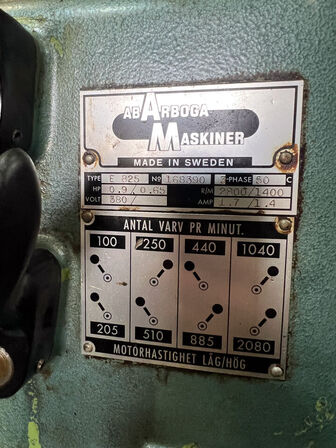 AB ARBOGA
MASKINER
MADE IN SWEDEN
TYPE E 825 No 168390 3-PHASE 50 C
HP 0.9/0.65 R/M 2800/1400
VOLT 380/ AMP 1.7/1.4
ANTAL VARV PR MINUT.
100 250 440 1040
205 510 885 2080
MOTORHASTIGHET LÅG/HÖG